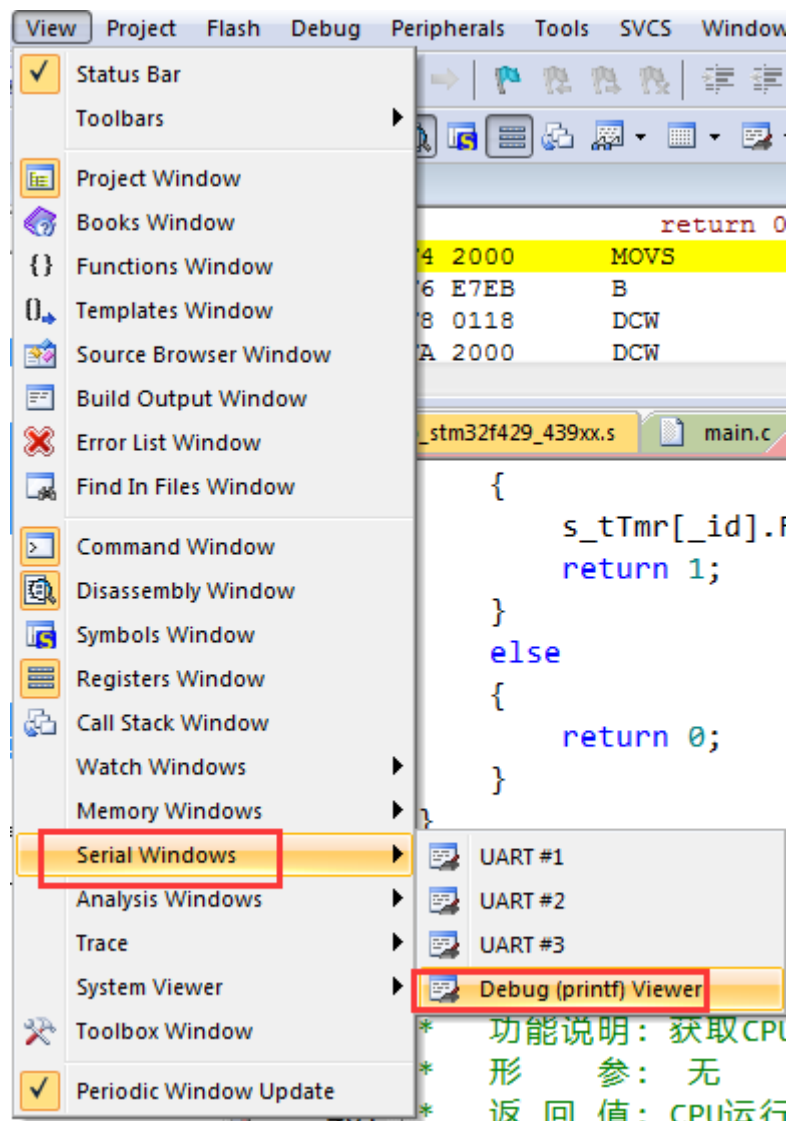 View Project Flash Debug Peripherals Tools SVCS Window
Status Bar
Toolbars
Project Window
Books Window
Functions Window
Templates Window
Source Browser Window
Build Output Window
Error List Window
Find In Files Window
Command Window
Disassembly Window
Symbols Window
Registers Window
Call Stack Window
Watch Windows
Memory Windows
Serial Windows
Analysis Windows
Trace
System Viewer
Toolbox Window
Periodic Window Update
UART #1
UART #2
UART #3
Debug (printf) Viewer
return 0
4 2000 MOVS
6 E7EB B
8 0118 DCW
A 2000 DCW
_stm32f429_439xx.s main.c
{
s_tTmr[_id].F
return 1;
}
else
{
return 0;
}
}
* 功能说明: 获取CPU
* 形 参: 无
* 返 回 值: CPU运行